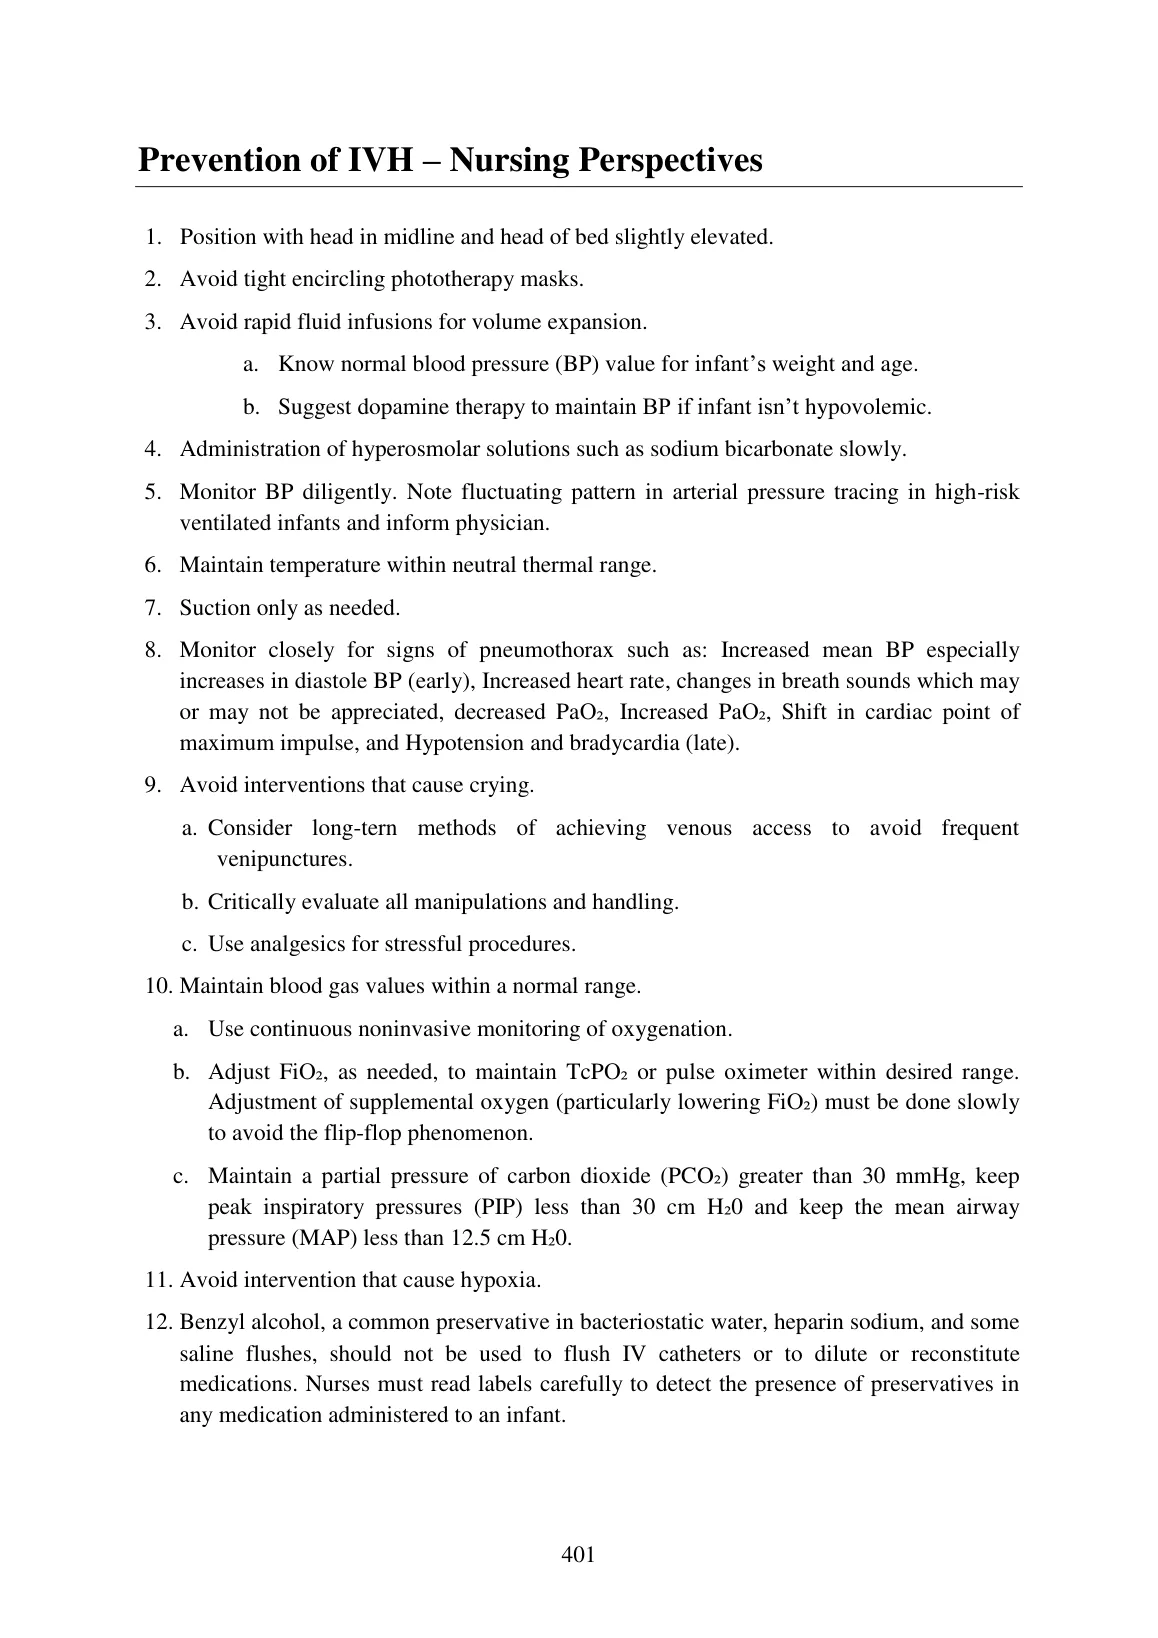 Prevention of IVH – Nursing Perspectives
1. Position with head in midline and head of bed slightly elevated.
2. Avoid tight encircling phototherapy masks.
3. Avoid rapid fluid infusions for volume expansion.
a. Know normal blood pressure (BP) value for infant’s weight and age.
b. Suggest dopamine therapy to maintain BP if infant isn’t hypovolemic.
4. Administration of hyperosmolar solutions such as sodium bicarbonate slowly.
5. Monitor BP diligently. Note fluctuating pattern in arterial pressure tracing in high-risk
ventilated infants and inform physician.
6. Maintain temperature within neutral thermal range.
7. Suction only as needed.
8. Monitor closely for signs of pneumothorax such as: Increased mean BP especially
increases in diastole BP (early), Increased heart rate, changes in breath sounds which may
or may not be appreciated, decreased PaO₂, Increased PaO₂, Shift in cardiac point of
maximum impulse, and Hypotension and bradycardia (late).
9. Avoid interventions that cause crying.
a. Consider long-tern methods of achieving venous access to avoid frequent
venipunctures.
b. Critically evaluate all manipulations and handling.
c. Use analgesics for stressful procedures.
10. Maintain blood gas values within a normal range.
a. Use continuous noninvasive monitoring of oxygenation.
b. Adjust FiO₂, as needed, to maintain TcPO₂ or pulse oximeter within desired range.
Adjustment of supplemental oxygen (particularly lowering FiO₂) must be done slowly
to avoid the flip-flop phenomenon.
c. Maintain a partial pressure of carbon dioxide (PCO₂) greater than 30 mmHg, keep
peak inspiratory pressures (PIP) less than 30 cm H₂0 and keep the mean airway
pressure (MAP) less than 12.5 cm H₂0.
11. Avoid intervention that cause hypoxia.
12. Benzyl alcohol, a common preservative in bacteriostatic water, heparin sodium, and some
saline flushes, should not be used to flush IV catheters or to dilute or reconstitute
medications. Nurses must read labels carefully to detect the presence of preservatives in
any medication administered to an infant.
401